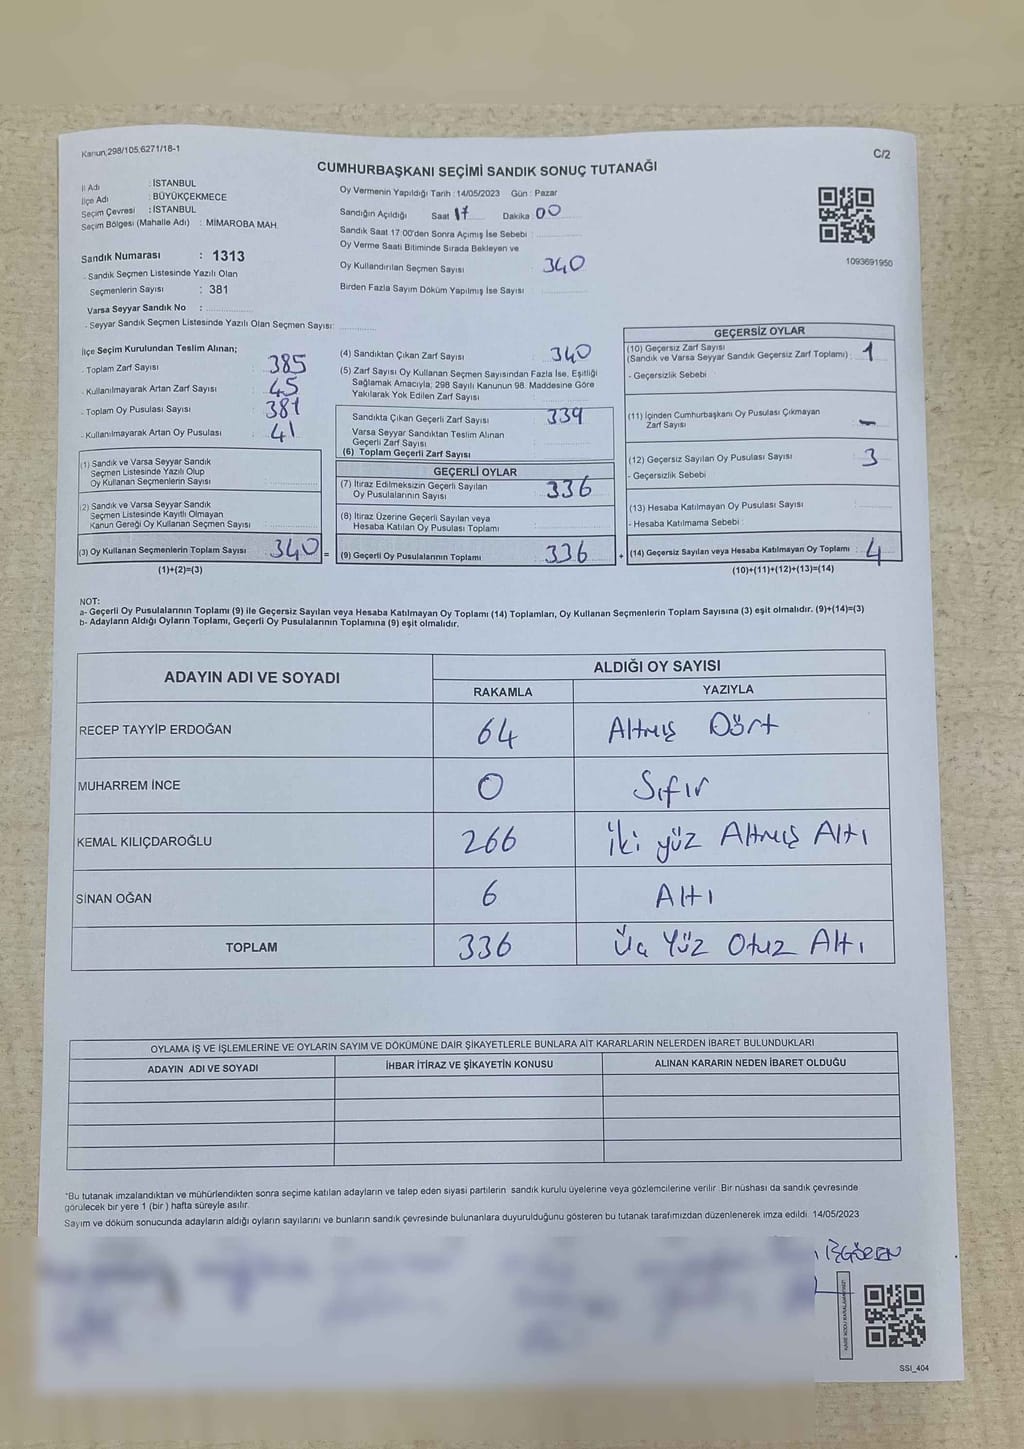 Kanun,298/105,6271/18-1
C/2
CUMHURBAŞKANI SEÇİMİ SANDIK SONUÇ TUTANAĞI
İl Adı : İSTANBUL
İlçe Adı : BÜYÜKÇEKMECE
Seçim Çevresi : İSTANBUL
Seçim Bölgesi (Mahalle Adı) : MİMAROBA MAH.
Sandık Numarası : 1313
- Sandık Seçmen Listesinde Yazılı Olan
Seçmenlerin Sayısı : 381
Varsa Seyyar Sandık No :
- Seyyar Sandık Seçmen Listesinde Yazılı Olan Seçmen Sayısı:
Oy Vermenin Yapıldığı Tarih : 14/05/2023 Gün : Pazar
Sandığın Açıldığı Saat 17 Dakika 00
Sandık Saat 17.00'den Sonra Açımış İse Sebebi :
Oy Verme Saati Bitiminde Sırada Bekleyen ve
Oy Kullandırılan Seçmen Sayısı 340
Birden Fazla Sayım Döküm Yapılmış İse Sayısı
1093691950
İlçe Seçim Kurulundan Teslim Alınan;
- Toplam Zarf Sayısı : 385
- Kullanılmayarak Artan Zarf Sayısı : 45
- Toplam Oy Pusulası Sayısı : 381
- Kullanılmayarak Artan Oy Pusulası : 41
(1) Sandık ve Varsa Seyyar Sandık
Seçmen Listesinde Yazılı Olup
Oy Kullanan Seçmenlerin Sayısı
(2) Sandık ve Varsa Seyyar Sandık
Seçmen Listesinde Kayıtlı Olmayan
Kanun Gereği Oy Kullanan Seçmen Sayısı
(3) Oy Kullanan Seçmenlerin Toplam Sayısı 340 =
(1)+(2)=(3)
(4) Sandıktan Çıkan Zarf Sayısı : 340
(5) Zarf Sayısı Oy Kullanan Seçmen Sayısından Fazla İse, Eşitliği
Sağlamak Amacıyla; 298 Sayılı Kanunun 98. Maddesine Göre
Yakılarak Yok Edilen Zarf Sayısı
Sandıkta Çıkan Geçerli Zarf Sayısı 339
Varsa Seyyar Sandıktan Teslim Alınan
Geçerli Zarf Sayısı
(6) Toplam Geçerli Zarf Sayısı
GEÇERLİ OYLAR
(7) İtiraz Edilmeksizin Geçerli Sayılan
Oy Pusulalarının Sayısı 336
(8) İtiraz Üzerine Geçerli Sayılan veya
Hesaba Katılan Oy Pusulası Toplamı
(9) Geçerli Oy Pusulalarının Toplamı 336 +
GEÇERSİZ OYLAR
(10) Geçersiz Zarf Sayısı
(Sandık ve Varsa Seyyar Sandık Geçersiz Zarf Toplamı) : 1
- Geçersizlik Sebebi
(11) İçinden Cumhurbaşkanı Oy Pusulası Çıkmayan
Zarf Sayısı -
(12) Geçersiz Sayılan Oy Pusulası Sayısı : 3
- Geçersizlik Sebebi
(13) Hesaba Katılmayan Oy Pusulası Sayısı
- Hesaba Katılmama Sebebi :
(14) Geçersiz Sayılan veya Hesaba Katılmayan Oy Toplamı : 4
(10)+(11)+(12)+(13)=(14)
NOT:
a- Geçerli Oy Pusulalarının Toplamı (9) ile Geçersiz Sayılan veya Hesaba Katılmayan Oy Toplamı (14) Toplamları, Oy Kullanan Seçmenlerin Toplam Sayısına (3) eşit olmalıdır. (9)+(14)=(3)
b- Adayların Aldığı Oyların Toplamı, Geçerli Oy Pusulalarının Toplamına (9) eşit olmalıdır.
ADAYIN ADI VE SOYADI
ALDIĞI OY SAYISI
RAKAMLA YAZIYLA
RECEP TAYYİP ERDOĞAN 64 Altmış Dört
MUHARREM İNCE 0 Sıfır
KEMAL KILIÇDAROĞLU 266 İki yüz Altmış Altı
SİNAN OĞAN 6 Altı
TOPLAM 336 Üç Yüz Otuz Altı
OYLAMA İŞ VE İŞLEMLERİNE VE OYLARIN SAYIM VE DÖKÜMÜNE DAİR ŞİKAYETLERLE BUNLARA AİT KARARLARIN NELERDEN İBARET BULUNDUKLARI
ADAYIN ADI VE SOYADI İHBAR İTİRAZ VE ŞİKAYETİN KONUSU ALINAN KARARIN NEDEN İBARET OLDUĞU
*Bu tutanak imzalandıktan ve mühürlendikten sonra seçime katılan adayların ve talep eden siyasi partilerin sandık kurulu üyelerine veya gözlemcilerine verilir. Bir nüshası da sandık çevresinde
görülecek bir yere 1 (bir ) hafta süreyle asılır.
Sayım ve döküm sonucunda adayların aldığı oyların sayılarını ve bunların sandık çevresinde bulunanlara duyurulduğunu gösteren bu tutanak tarafımızdan düzenlenerek imza edildi. 14/05/2023
İŞGÖREN
SSI_404